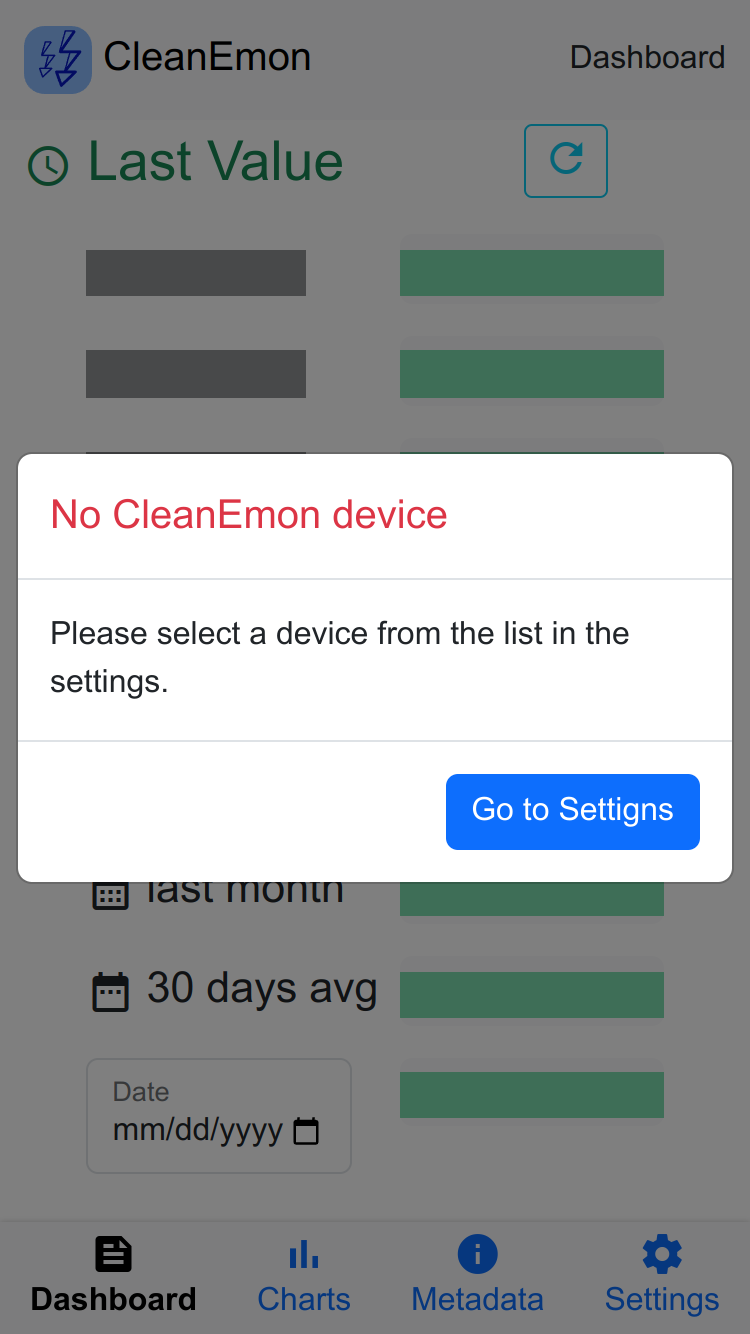 CleanEmon
Dashboard
Last Value
No CleanEmon device
Please select a device from the list in the
settings.
Go to Settigns
last month
30 days avg
Date
mm/dd/yyyy
Dashboard
Charts
Metadata
Settings